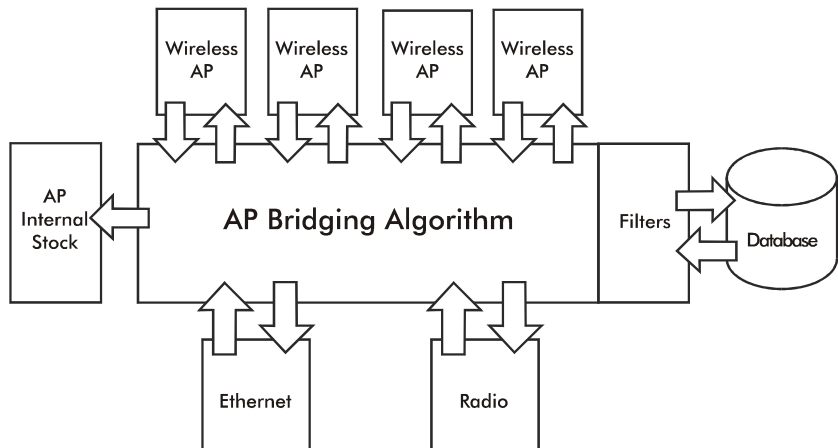 Wireless
AP
Wireless
AP
Wireless
AP
Wireless
AP
AP
Internal
Stock
AP Bridging Algorithm
Filters
Database
Ethernet
Radio